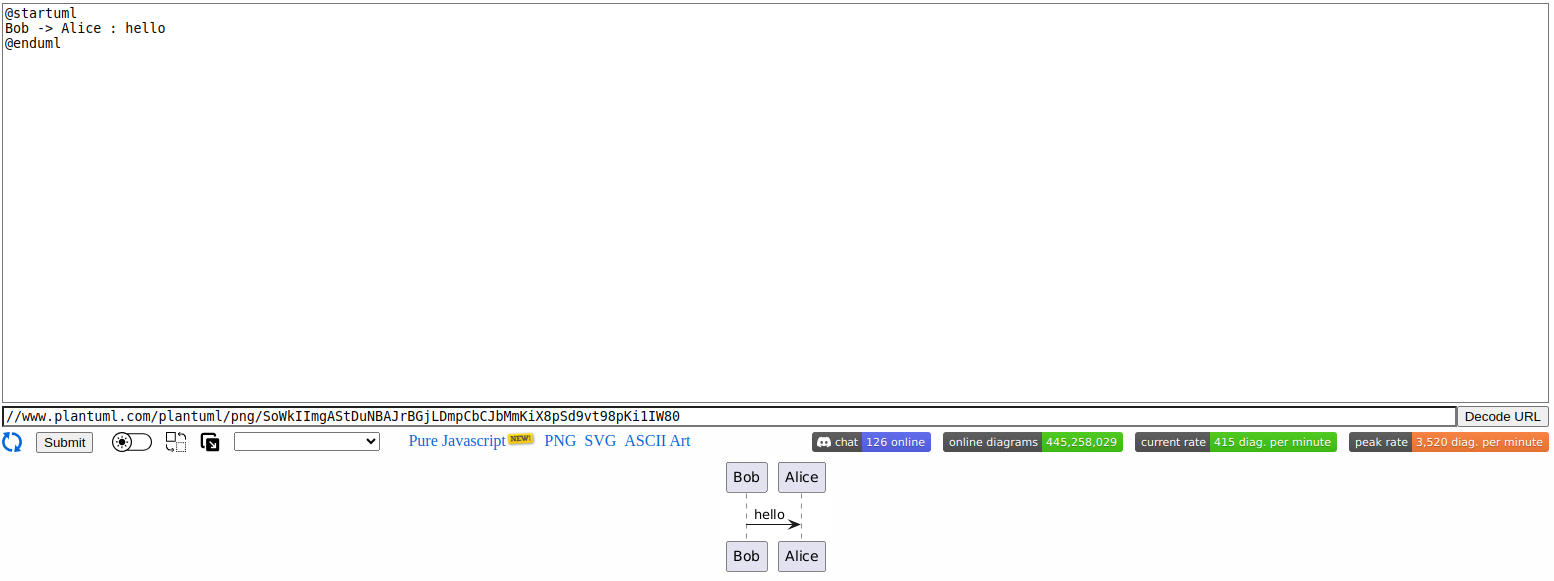 @startuml
Bob -> Alice : hello
@enduml
//www.plantuml.com/plantuml/png/SoWkIImgAStDuNBAJrBGjLDmpCbCJbMmKiX8pSd9vt98pKi1IW80 Decode URL
Submit Pure Javascript NEW! PNG SVG ASCII Art chat 126 online online diagrams 445,258,029 current rate 415 diag. per minute peak rate 3,520 diag. per minute
Bob Alice
hello
Bob Alice